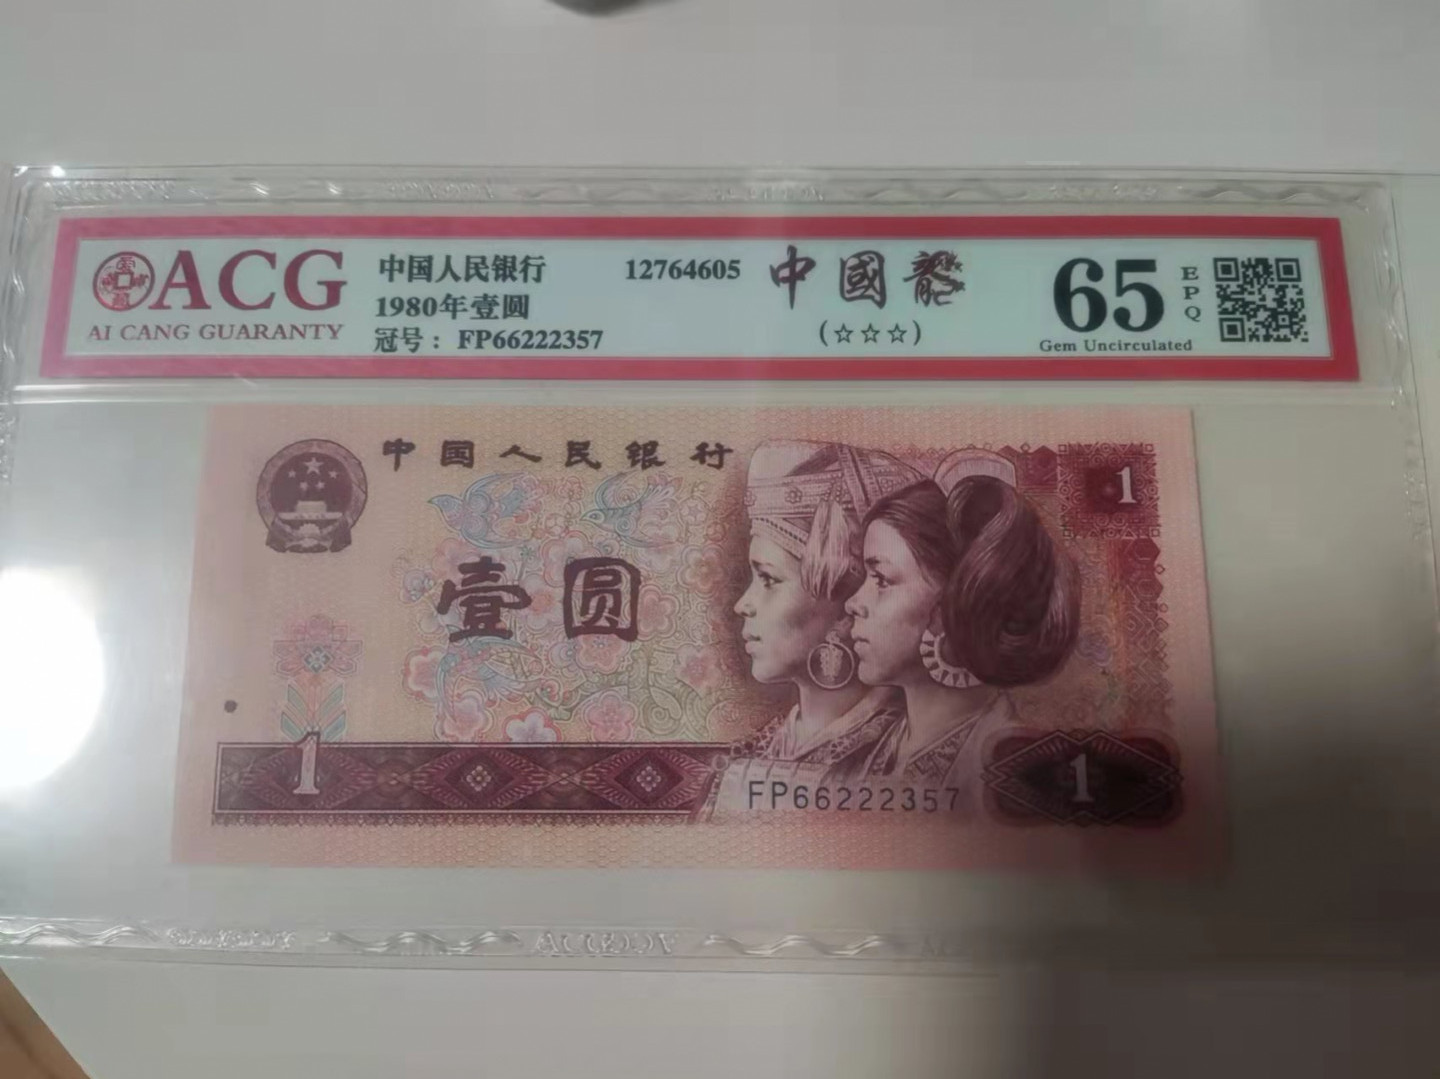 ACG
AI CANG GUARANTY
中国人民银行
1980年壹圆
冠号：FP66222357
12764605
中國龍
(☆☆☆)
65
EPQ
Gem Uncirculated
中国人民银行
1
壹圆
1
FP66222357
1